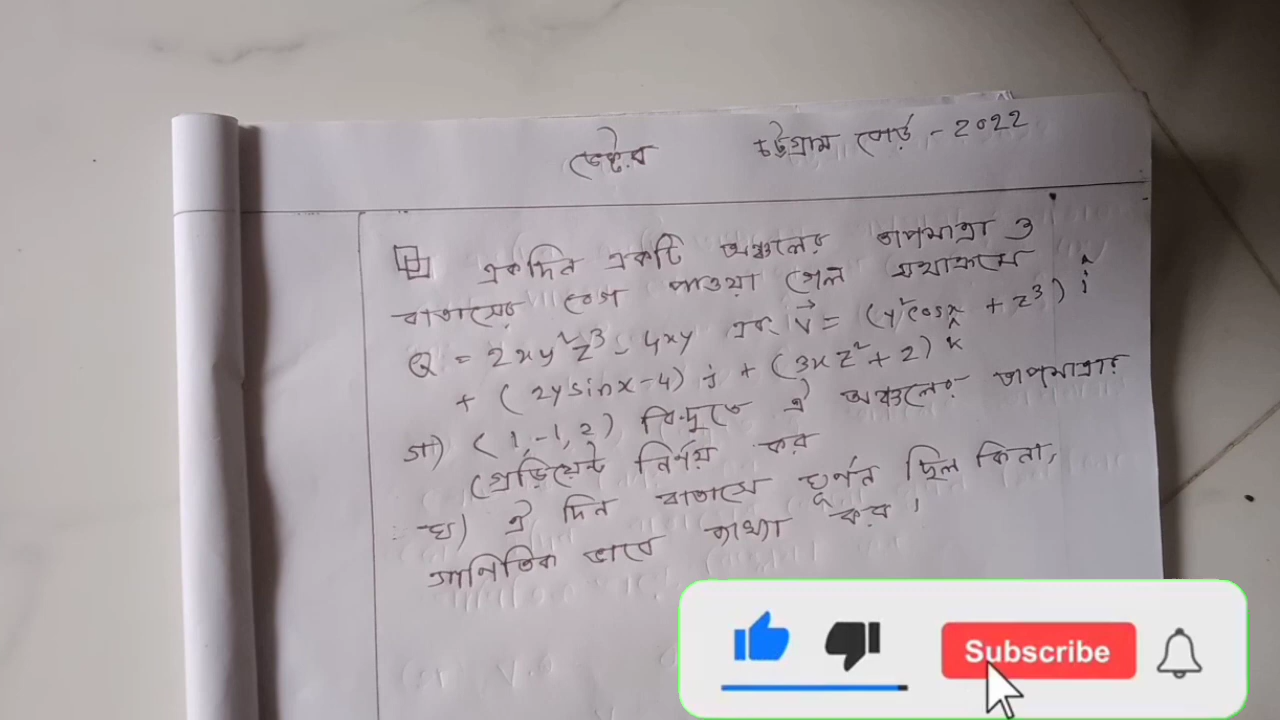 ভেক্টর চট্টগ্রাম বোর্ড - 2022
একদিন একটি অঞ্চলের তাপমাত্রা ও
বাতাসের বেগ পাওয়া গেল যথাক্রমে
Q = 2xy²z³ - 4xy এবং V⃗ = (y²cosx + z³) î
+ (2ysinx - 4) j + (3xz² + 2) k
গ) (1, -1, 2) বিন্দুতে ঐ অঞ্চলের তাপমাত্রার
গ্রেডিয়েন্ট নির্ণয় কর
ঘ) ঐ দিন বাতাসে ঘূর্ণন ছিল কিনা,
গানিতিক ভাবে ব্যখ্যা কর।
Subscribe